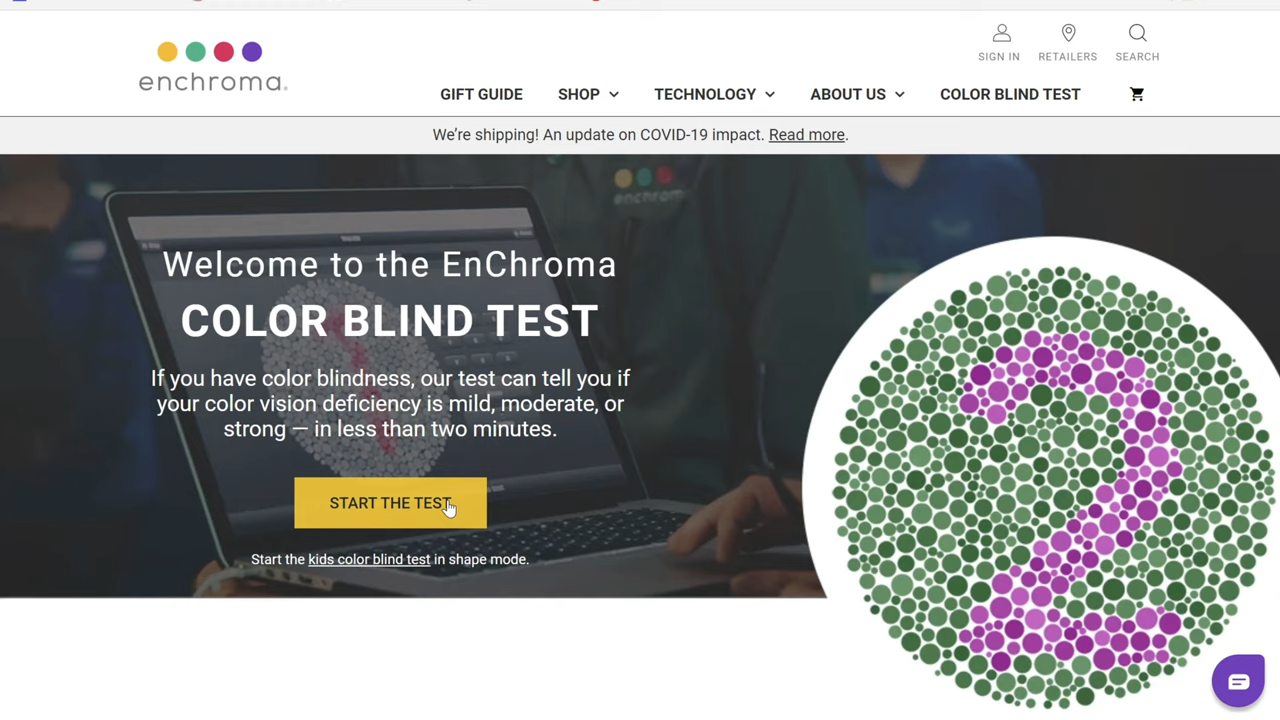 enchroma
SIGN IN
RETAILERS
SEARCH
GIFT GUIDE
SHOP
TECHNOLOGY
ABOUT US
COLOR BLIND TEST
We're shipping! An update on COVID-19 impact. Read more.
enchroma
Welcome to the EnChroma
COLOR BLIND TEST
If you have color blindness, our test can tell you if
your color vision deficiency is mild, moderate, or
strong — in less than two minutes.
START THE TEST
Start the kids color blind test in shape mode.
2